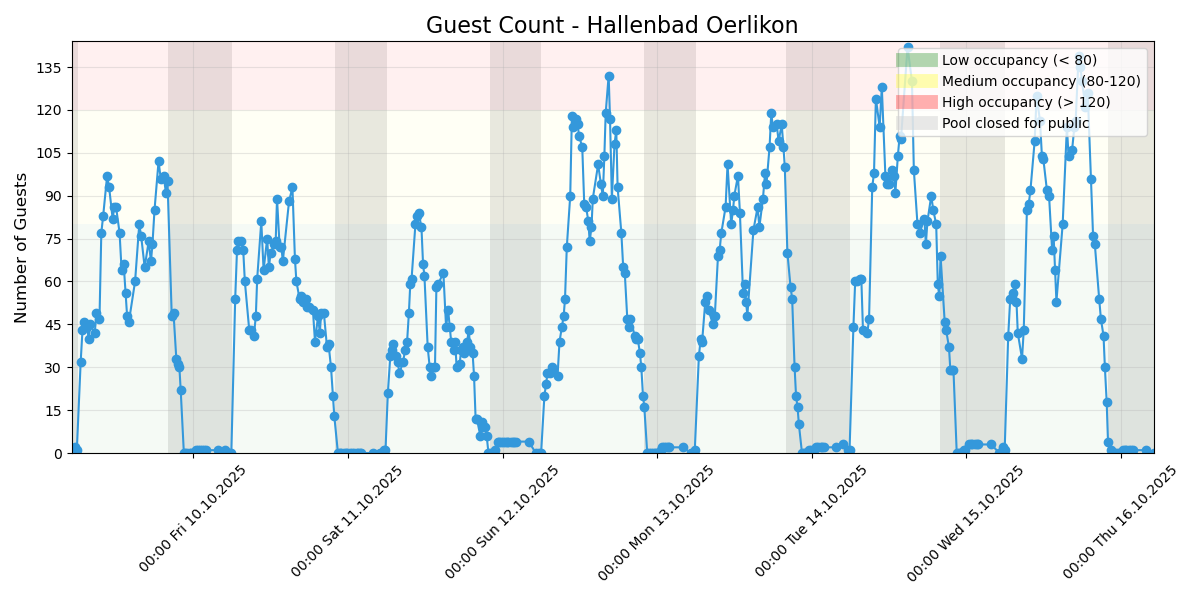 Guest Count - Hallenbad Oerlikon
Number of Guests
135
120
105
90
75
60
45
30
15
0
Low occupancy (< 80)
Medium occupancy (80-120)
High occupancy (> 120)
Pool closed for public
00:00 Fri 10.10.2025
00:00 Sat 11.10.2025
00:00 Sun 12.10.2025
00:00 Mon 13.10.2025
00:00 Tue 14.10.2025
00:00 Wed 15.10.2025
00:00 Thu 16.10.2025